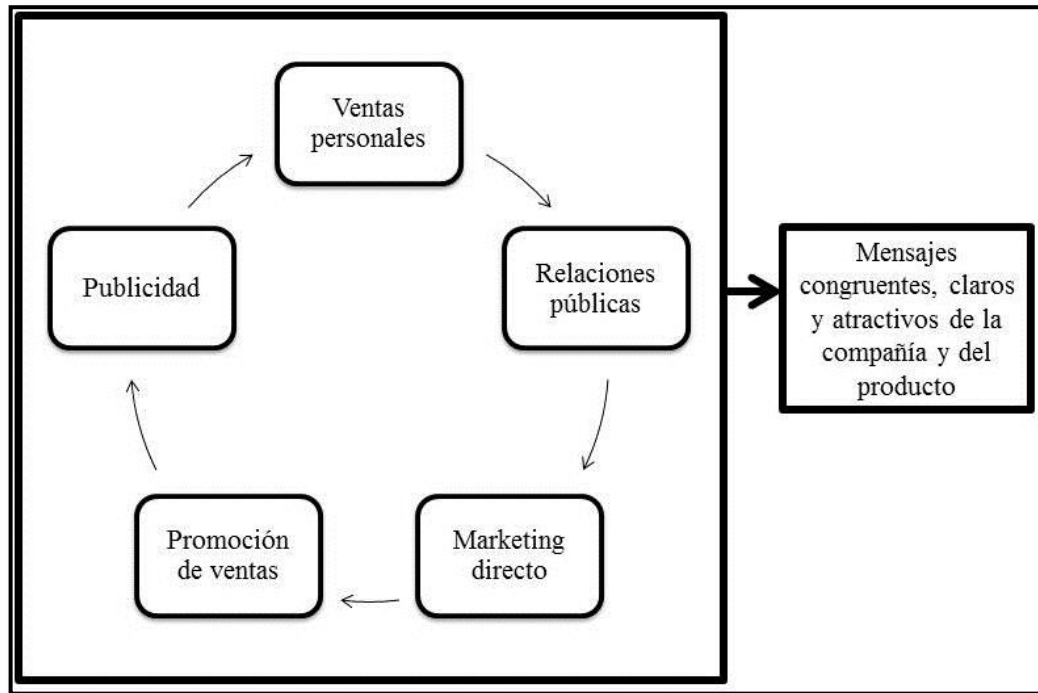 Ventas
personales
Publicidad
Relaciones
públicas
Mensajes
congruentes, claros
y atractivos de la
compañía y del
producto
Promoción
de ventas
Marketing
directo